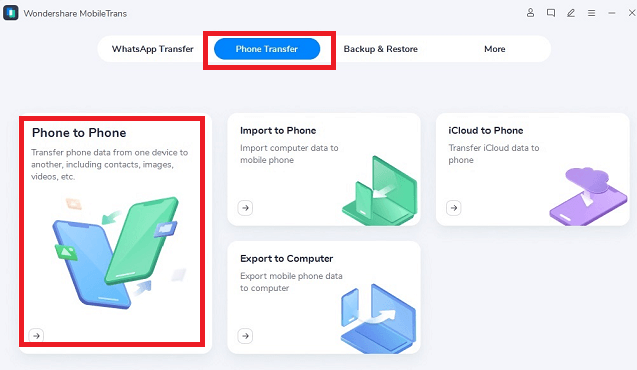 Wondershare MobileTrans
WhatsApp Transfer
Phone Transfer
Backup & Restore
More
Phone to Phone
Transfer phone data from one device to
another, including contacts, images,
videos, etc.
Import to Phone
Import computer data to
mobile phone
iCloud to Phone
Transfer iCloud data to
phone
Export to Computer
Export mobile phone data
to computer